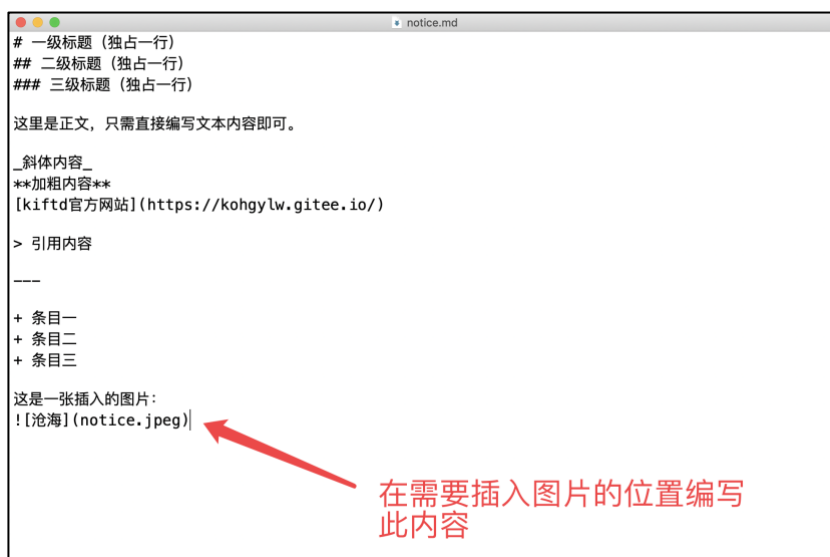 notice.md
# 一级标题（独占一行）
## 二级标题（独占一行）
### 三级标题（独占一行）
这里是正文，只需直接编写文本内容即可。
_斜体内容_
**加粗内容**
[kiftd官方网站](https://kohgylw.gitee.io/)
> 引用内容
---
+ 条目一
+ 条目二
+ 条目三
这是一张插入的图片：
![沧海](notice.jpeg)
在需要插入图片的位置编写
此内容